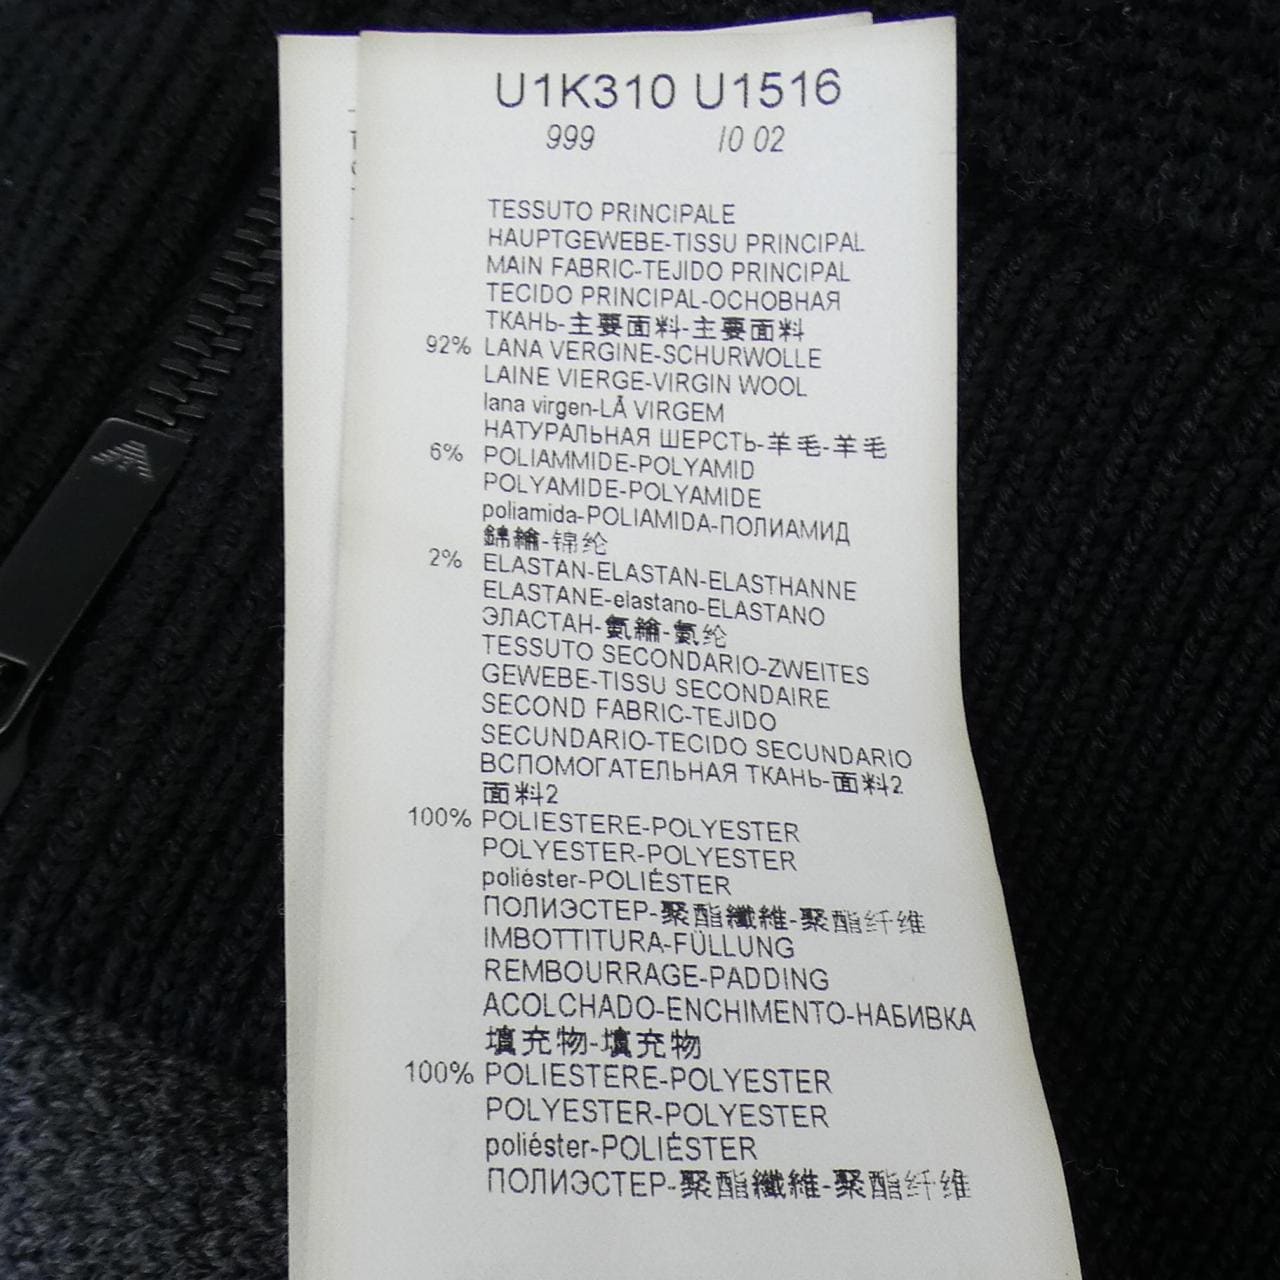 U1K310 U1516
999 10 02
TESSUTO PRINCIPALE
HAUPTGEWEBE-TISSU PRINCIPAL
MAIN FABRIC-TEJIDO PRINCIPAL
TECIDO PRINCIPAL-ОСНОВНАЯ
ТКАНЬ-主要面料-主要面料
92% LANA VERGINE-SCHURWOLLE
LAINE VIERGE-VIRGIN WOOL
lana virgen-LÃ VIRGEM
НАТУРАЛЬНАЯ ШЕРСТЬ-羊毛-羊毛
6% POLIAMMIDE-POLYAMID
POLYAMIDE-POLYAMIDE
poliamida-POLIAMIDA-ПОЛИАМИД
錦綸-锦纶
2% ELASTAN-ELASTAN-ELASTHANNE
ELASTANE-elastano-ELASTANO
ЭЛАСТАН-氨綸-氨纶
TESSUTO SECONDARIO-ZWEITES
GEWEBE-TISSU SECONDAIRE
SECOND FABRIC-TEJIDO
SECUNDARIO-TECIDO SECUNDARIO
ВСПОМОГАТЕЛЬНАЯ ТКАНЬ-面料2
面料2
100% POLIESTERE-POLYESTER
POLYESTER-POLYESTER
poliéster-POLIÉSTER
ПОЛИЭСТЕР-聚酯纖維-聚酯纤维
IMBOTTITURA-FÜLLUNG
REMBOURRAGE-PADDING
ACOLCHADO-ENCHIMENTO-НАБИВКА
填充物-填充物
100% POLIESTERE-POLYESTER
POLYESTER-POLYESTER
poliéster-POLIÉSTER
ПОЛИЭСТЕР-聚酯纖維-聚酯纤维